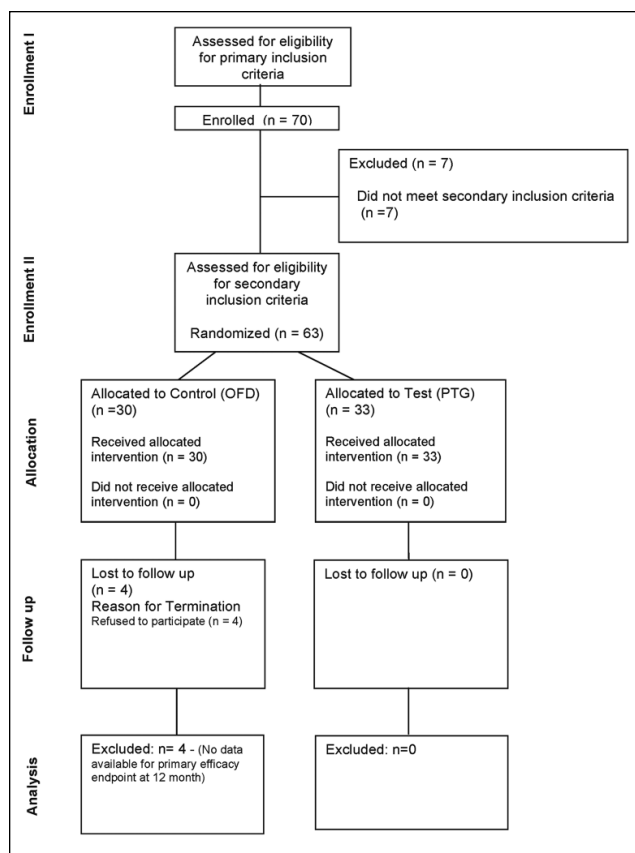 Enrollment I
Assessed for eligibility
for primary inclusion
criteria
Enrolled (n = 70)
Excluded (n = 7)
Did not meet secondary inclusion criteria
(n =7)
Enrollment II
Assessed for eligibility
for secondary
inclusion criteria
Randomized (n = 63)
Allocation
Allocated to Control (OFD)
(n =30)
Received allocated
intervention (n = 30)
Did not receive allocated
intervention (n = 0)
Allocated to Test (PTG)
(n = 33)
Received allocated
intervention (n = 33)
Did not receive allocated
intervention (n = 0)
Follow up
Lost to follow up
(n = 4)
Reason for Termination
Refused to participate (n = 4)
Lost to follow up (n = 0)
Analysis
Excluded: n= 4 - (No data
available for primary efficacy
endpoint at 12 month)
Excluded: n=0